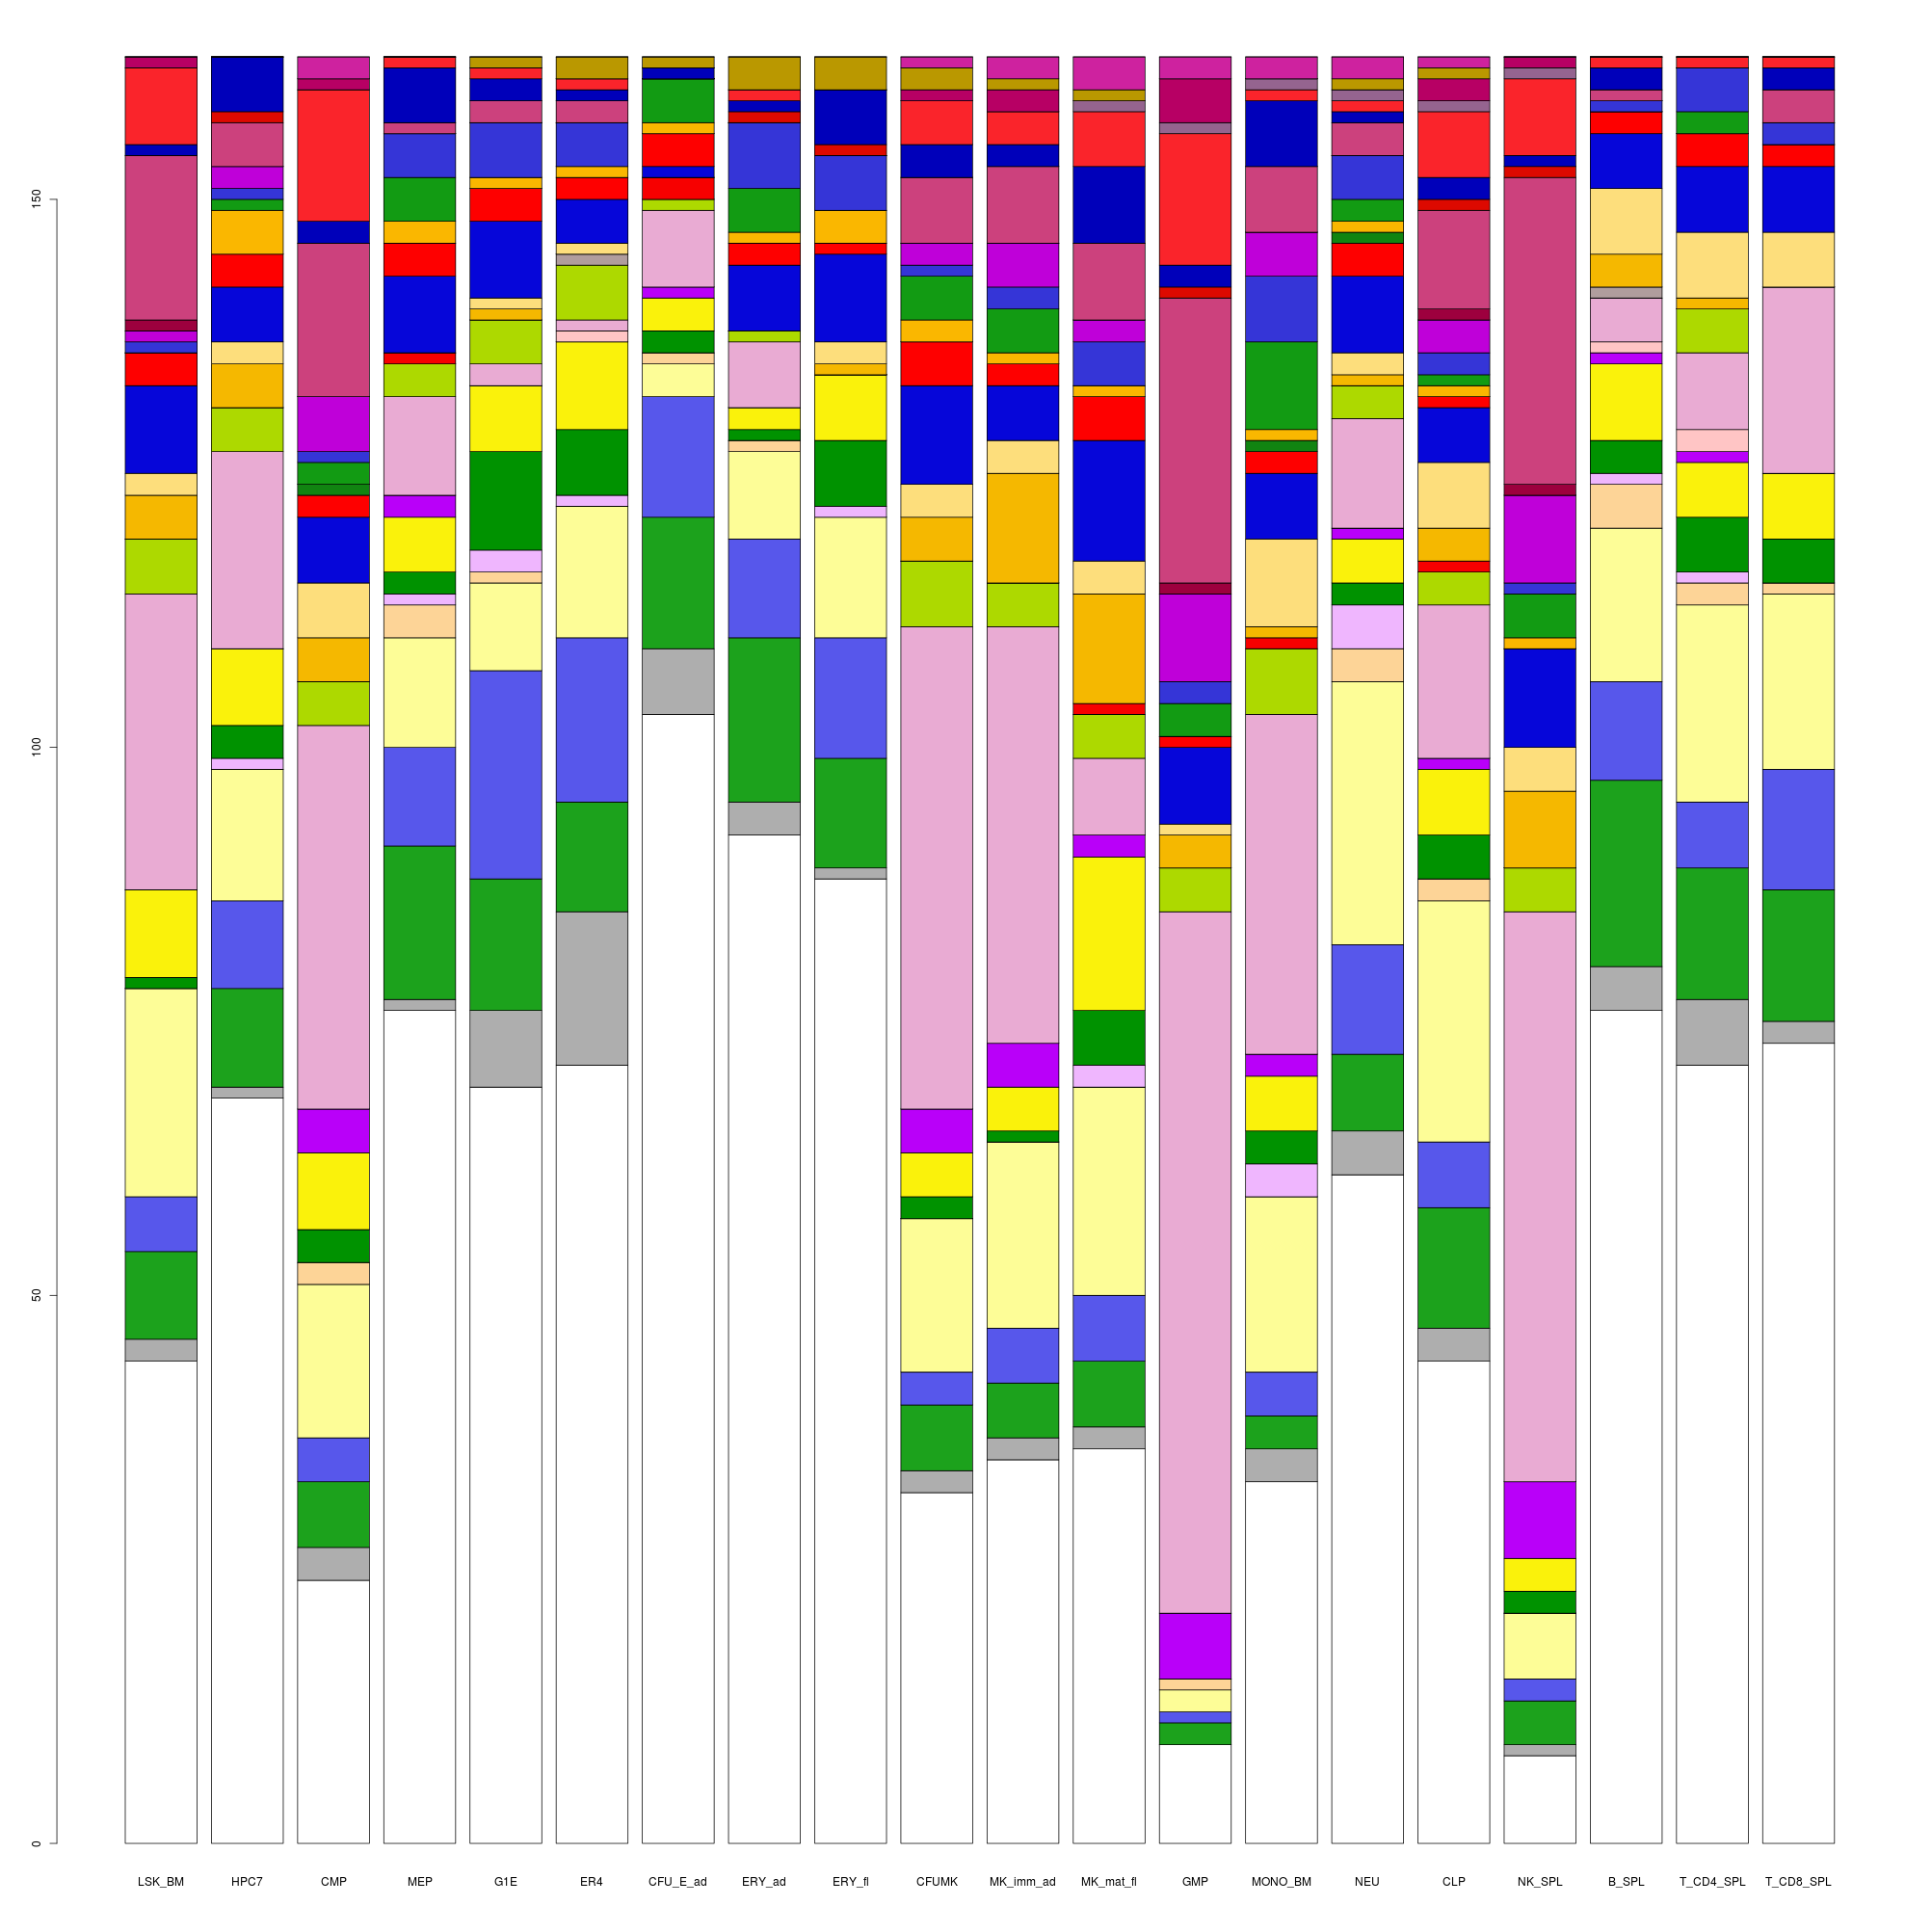 150
100
50
0
LSK_BM HPC7 CMP MEP G1E ER4 CFU_E_ad ERY_ad ERY_fl CFUMK MK_imm_ad MK_mat_fl GMP MONO_BM NEU CLP NK_SPL B_SPL T_CD4_SPL T_CD8_SPL